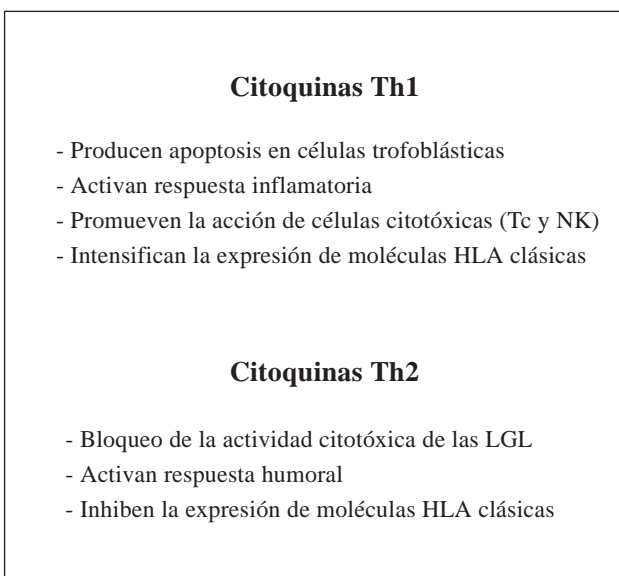 Citoquinas Th1
- Producen apoptosis en células trofoblásticas
- Activan respuesta inflamatoria
- Promueven la acción de células citotóxicas (Tc y NK)
- Intensifican la expresión de moléculas HLA clásicas
Citoquinas Th2
- Bloqueo de la actividad citotóxica de las LGL
- Activan respuesta humoral
- Inhiben la expresión de moléculas HLA clásicas